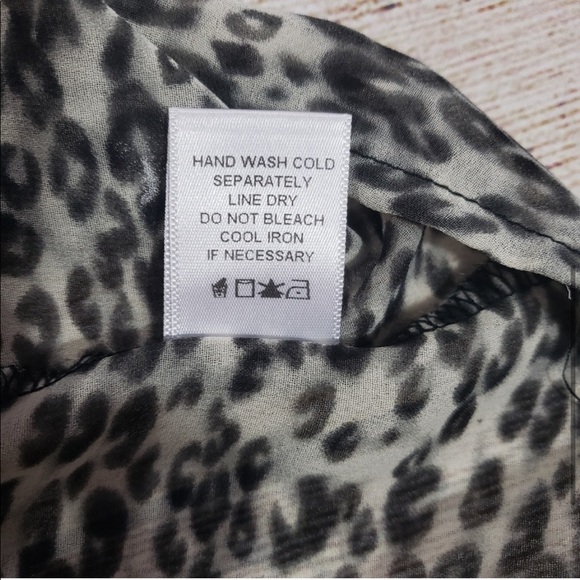 HAND WASH COLD
SEPARATELY
LINE DRY
DO NOT BLEACH
COOL IRON
IF NECESSARY